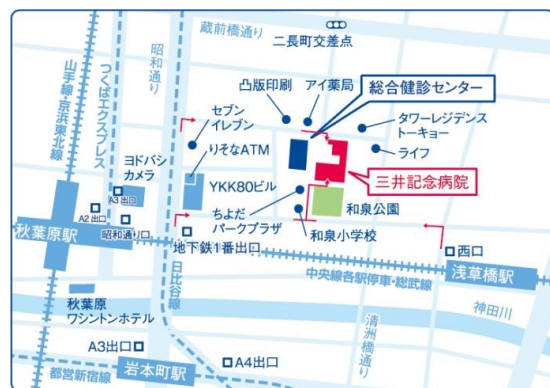 蔵前橋通り
二長町交差点
昭和通り
山手線・京浜東北線
つくばエクスプレス
凸版印刷
アイ薬局
総合健診センター
セブン
イレブン
タワーレジデンス
トーキョー
ヨドバシ
カメラ
りそなATM
ライフ
YKK80ビル
三井記念病院
A3出口
A2出口
昭和通り口
秋葉原駅
ちよだ
パークプラザ
和泉公園
和泉小学校
地下鉄1番出口
西口
中央線各駅停車・総武線
浅草橋駅
日比谷線
秋葉原
ワシントンホテル
神田川
清洲橋通り
A3出口
A4出口
岩本町駅
都営新宿線